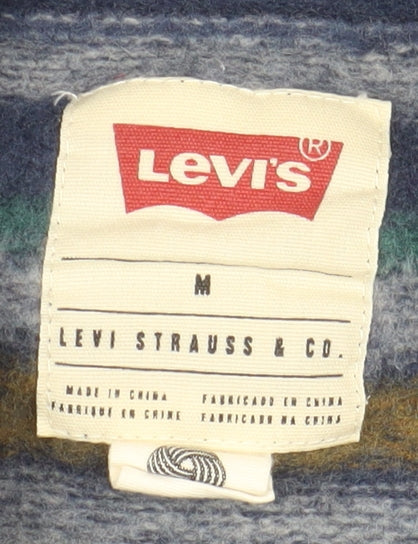 Levi's ®
M
LEVI STRAUSS & CO.
MADE IN CHINA FABRICADO EN CHINA
FABRIQUÉ EN CHINE FABRICADO NA CHINA